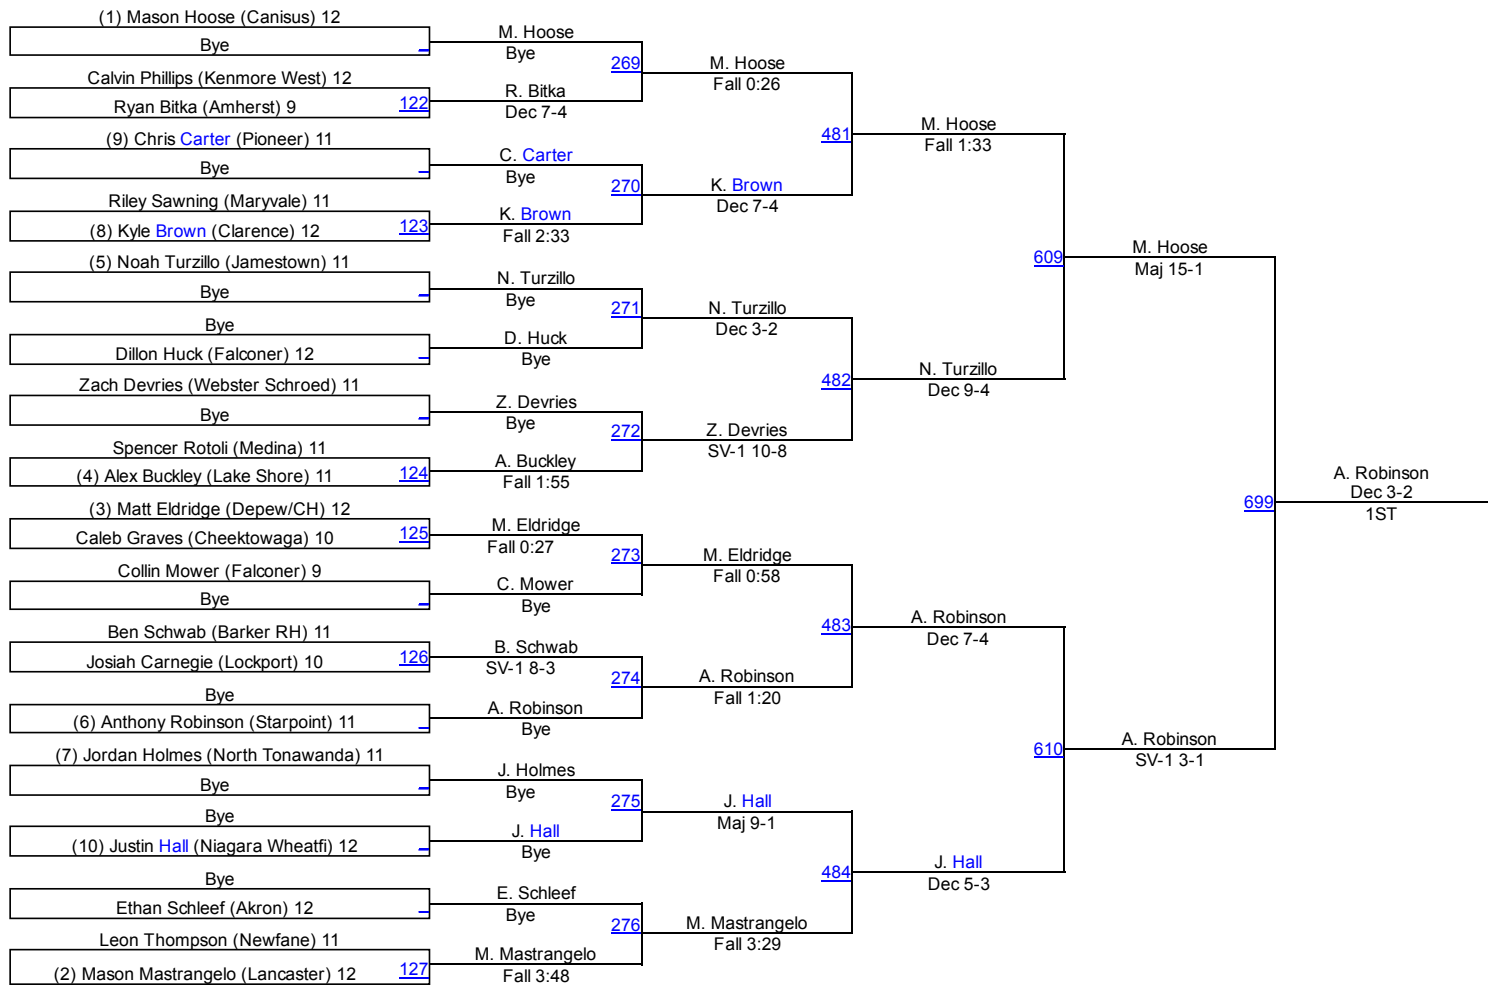 (1) Mason Hoose (Canisus) 12
Bye
Calvin Phillips (Kenmore West) 12
Ryan Bitka (Amherst) 9
122
(9) Chris Carter (Pioneer) 11
Bye
Riley Sawning (Maryvale) 11
(8) Kyle Brown (Clarence) 12
123
(5) Noah Turzillo (Jamestown) 11
Bye
Bye
Dillon Huck (Falconer) 12
Zach Devries (Webster Schroed) 11
Bye
Spencer Rotoli (Medina) 11
(4) Alex Buckley (Lake Shore) 11
124
(3) Matt Eldridge (Depew/CH) 12
Caleb Graves (Cheektowaga) 10
125
Collin Mower (Falconer) 9
Bye
Ben Schwab (Barker RH) 11
Josiah Carnegie (Lockport) 10
126
Bye
(6) Anthony Robinson (Starpoint) 11
(7) Jordan Holmes (North Tonawanda) 11
Bye
Bye
(10) Justin Hall (Niagara Wheatfi) 12
Bye
Ethan Schleef (Akron) 12
Leon Thompson (Newfane) 11
(2) Mason Mastrangelo (Lancaster) 12
127
M. Hoose
Bye
269
R. Bitka
Dec 7-4
C. Carter
Bye
270
K. Brown
Fall 2:33
N. Turzillo
Bye
271
D. Huck
Bye
Z. Devries
Bye
272
A. Buckley
Fall 1:55
M. Eldridge
Fall 0:27
273
C. Mower
Bye
B. Schwab
SV-1 8-3
274
A. Robinson
Bye
J. Holmes
Bye
275
J. Hall
Bye
E. Schleef
Bye
276
M. Mastrangelo
Fall 3:48
M. Hoose
Fall 0:26
481
K. Brown
Dec 7-4
N. Turzillo
Dec 3-2
482
Z. Devries
SV-1 10-8
M. Eldridge
Fall 0:58
483
A. Robinson
Fall 1:20
J. Hall
Maj 9-1
484
M. Mastrangelo
Fall 3:29
M. Hoose
Fall 1:33
609
N. Turzillo
Dec 9-4
A. Robinson
Dec 7-4
610
J. Hall
Dec 5-3
M. Hoose
Maj 15-1
699
A. Robinson
SV-1 3-1
A. Robinson
Dec 3-2
1ST